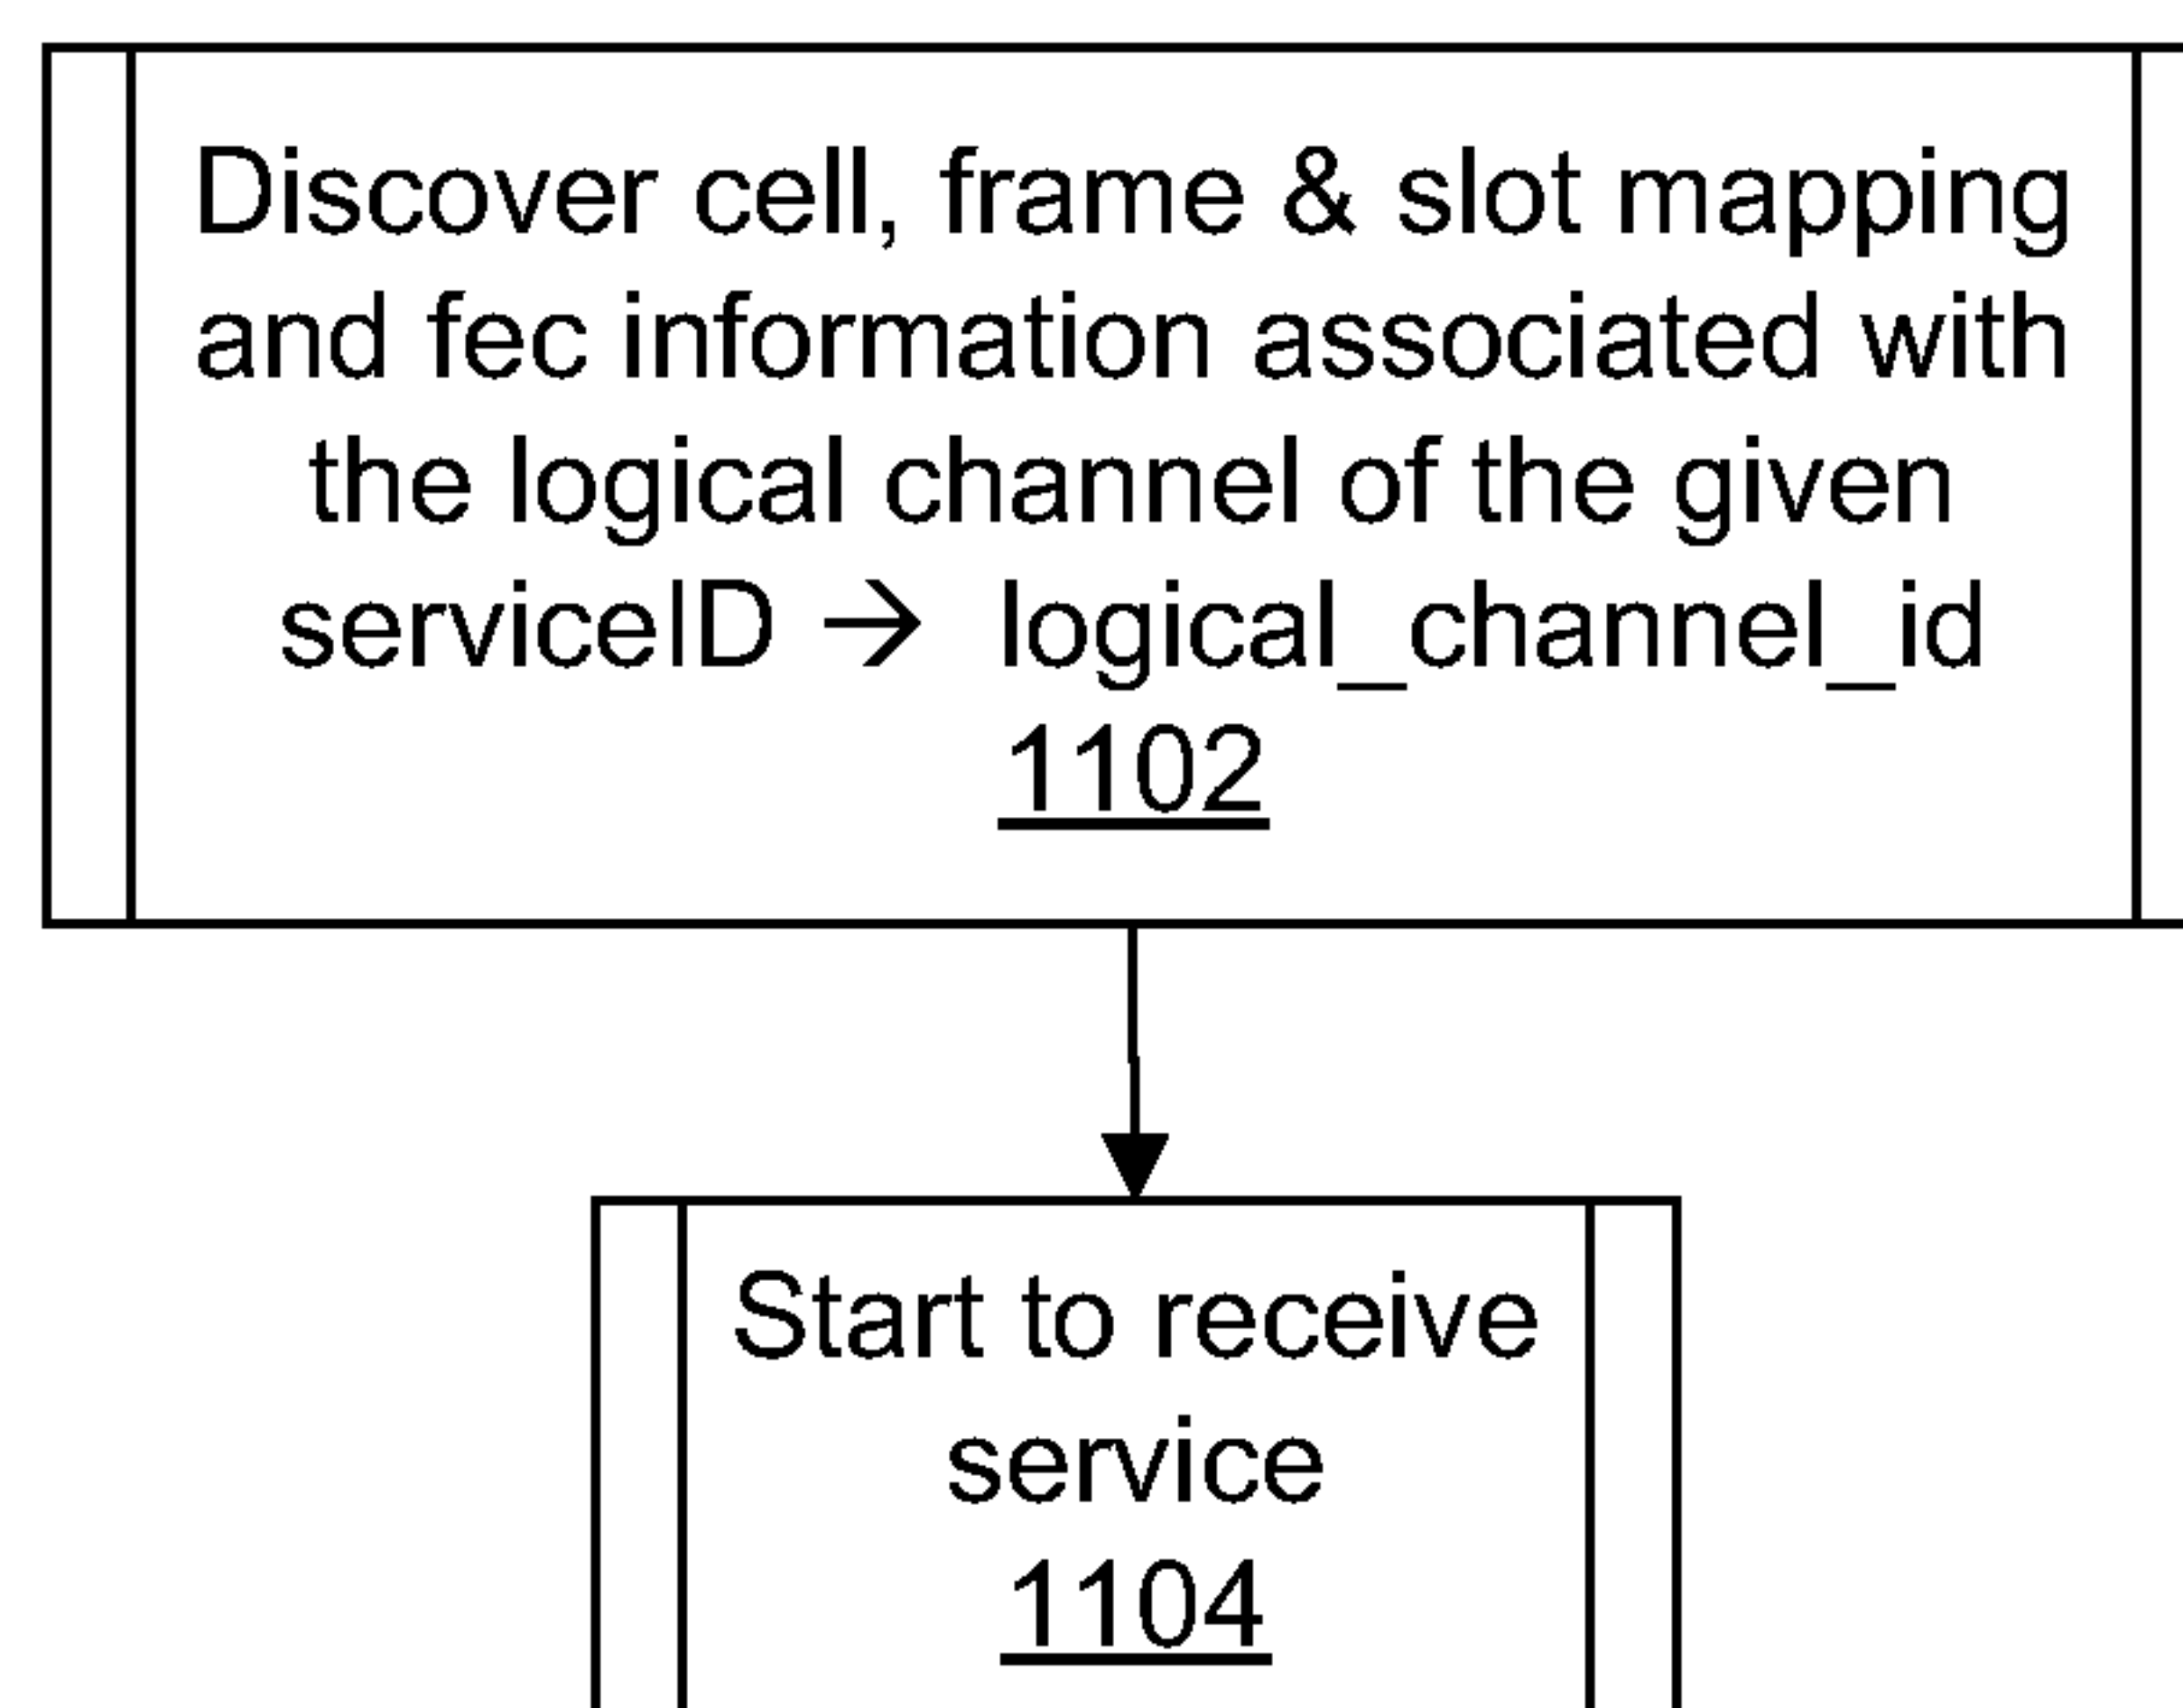 Discover cell, frame & slot mapping
and fec information associated with
the logical channel of the given
serviceID → logical_channel_id
1102
Start to receive
service
1104